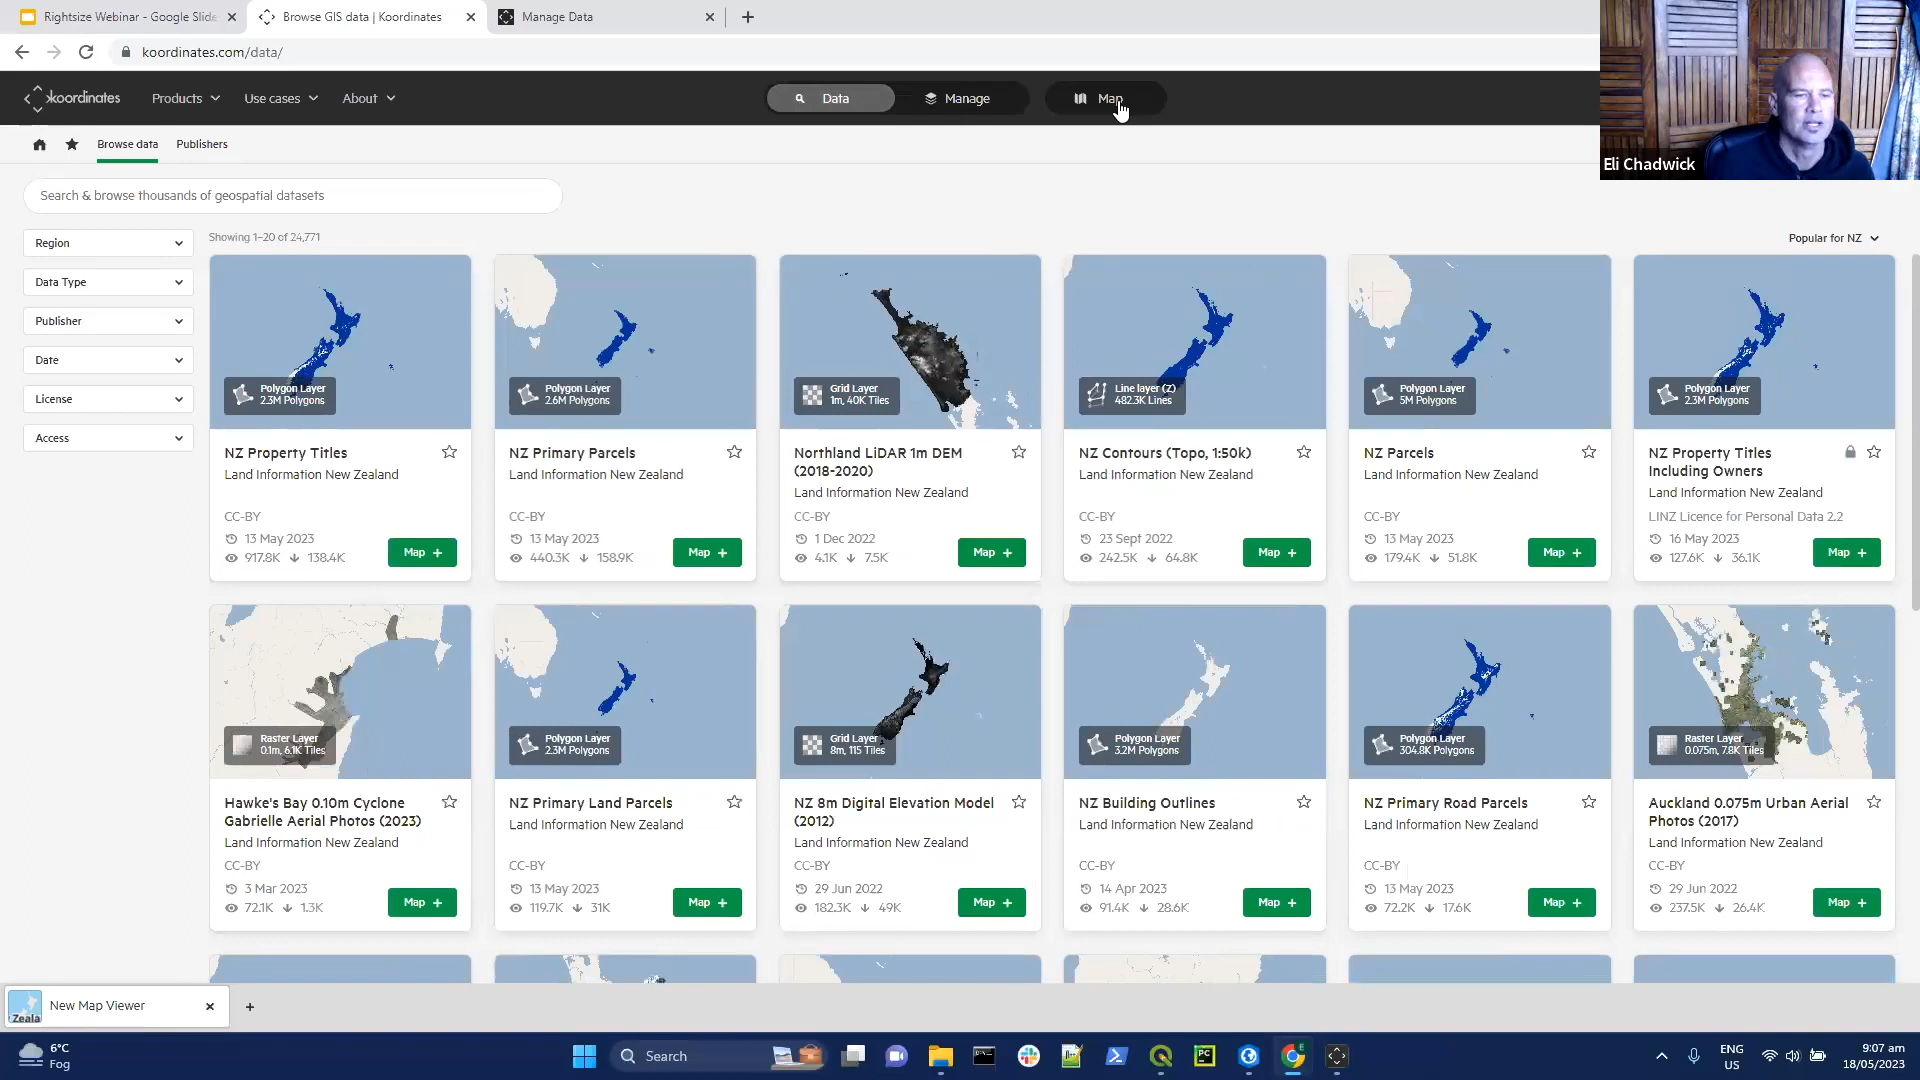 Rightsize Webinar - Google Slide
Browse GIS data | Koordinates
Manage Data
koordinates.com/data/
koordinates
Products
Use cases
About
Data
Manage
Map
Eli Chadwick
Browse data
Publishers
Search & browse thousands of geospatial datasets
Region
Data Type
Publisher
Date
License
Access
Showing 1–20 of 24,771
Popular for NZ
Polygon Layer
2.3M Polygons
NZ Property Titles
Land Information New Zealand
CC-BY
13 May 2023
917.8K 138.4K
Map +
Polygon Layer
2.6M Polygons
NZ Primary Parcels
Land Information New Zealand
CC-BY
13 May 2023
440.3K 158.9K
Map +
Grid Layer
1m, 40K Tiles
Northland LiDAR 1m DEM
(2018-2020)
Land Information New Zealand
CC-BY
1 Dec 2022
4.1K 7.5K
Map +
Line layer (Z)
482.3K Lines
NZ Contours (Topo, 1:50k)
Land Information New Zealand
CC-BY
23 Sept 2022
242.5K 64.8K
Map +
Polygon Layer
5M Polygons
NZ Parcels
Land Information New Zealand
CC-BY
13 May 2023
179.4K 51.8K
Map +
Polygon Layer
2.3M Polygons
NZ Property Titles
Including Owners
Land Information New Zealand
LINZ Licence for Personal Data 2.2
16 May 2023
127.6K 36.1K
Map +
Raster Layer
0.1m, 6.1K Tiles
Hawke's Bay 0.10m Cyclone
Gabrielle Aerial Photos (2023)
Land Information New Zealand
CC-BY
3 Mar 2023
72.1K 1.3K
Map +
Polygon Layer
2.3M Polygons
NZ Primary Land Parcels
Land Information New Zealand
CC-BY
13 May 2023
119.7K 31K
Map +
Grid Layer
8m, 115 Tiles
NZ 8m Digital Elevation Model
(2012)
Land Information New Zealand
CC-BY
29 Jun 2022
182.3K 49K
Map +
Polygon Layer
3.2M Polygons
NZ Building Outlines
Land Information New Zealand
CC-BY
14 Apr 2023
91.4K 28.6K
Map +
Polygon Layer
304.8K Polygons
NZ Primary Road Parcels
Land Information New Zealand
CC-BY
13 May 2023
72.2K 17.6K
Map +
Raster Layer
0.075m, 7.8K Tiles
Auckland 0.075m Urban Aerial
Photos (2017)
Land Information New Zealand
CC-BY
29 Jun 2022
237.5K 26.4K
Map +
Zeala
New Map Viewer
6°C
Fog
Search
PC
E
ENG
US
9:07 am
18/05/2023